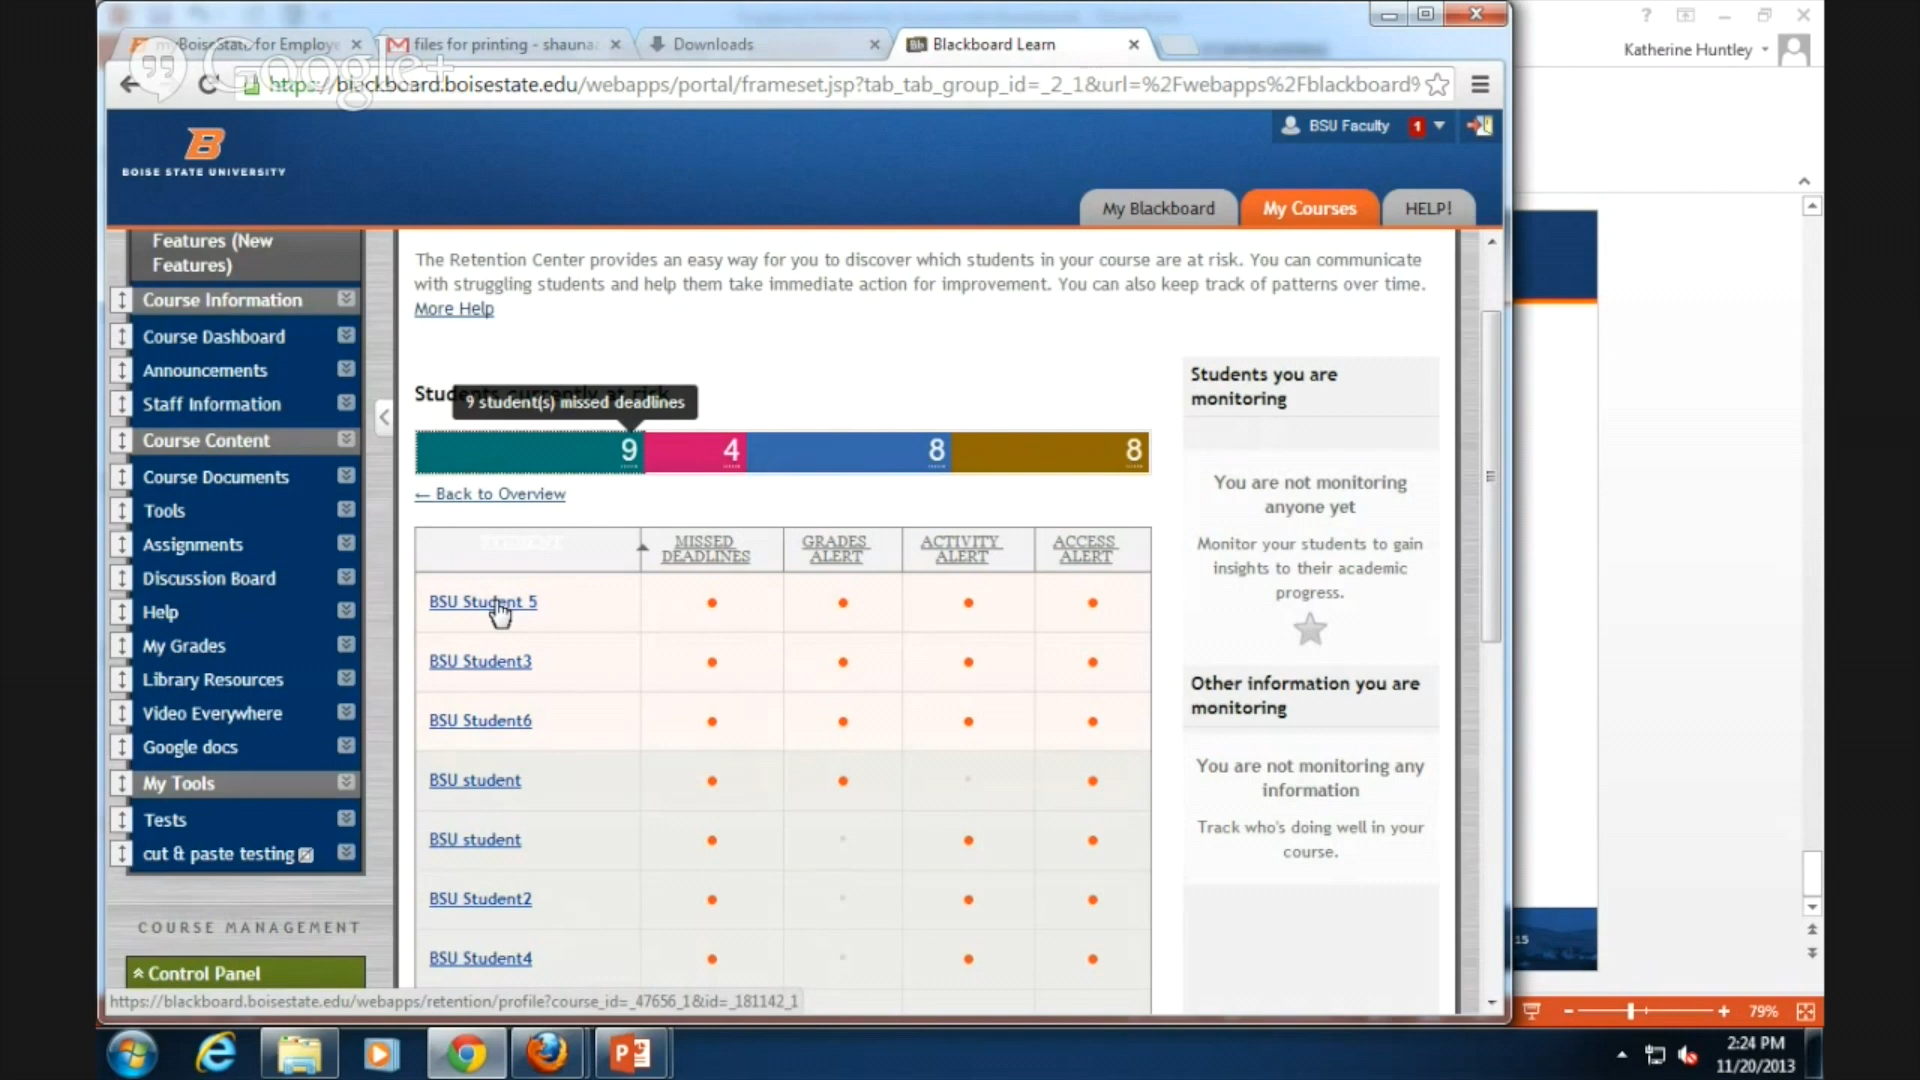 myBoiseState for Employe
files for printing - shauna
Downloads
Blackboard Learn
Google+
Katherine Huntley
https://blackboard.boisestate.edu/webapps/portal/frameset.jsp?tab_tab_group_id=_2_1&url=%2Fwebapps%2Fblackboard%
B
BOISE STATE UNIVERSITY
BSU Faculty 1
My Blackboard
My Courses
HELP!
Features (New
Features)
Course Information
Course Dashboard
Announcements
Staff Information
Course Content
Course Documents
Tools
Assignments
Discussion Board
Help
My Grades
Library Resources
Video Everywhere
Google docs
My Tools
Tests
cut & paste testing
COURSE MANAGEMENT
Control Panel
The Retention Center provides an easy way for you to discover which students in your course are at risk. You can communicate
with struggling students and help them take immediate action for improvement. You can also keep track of patterns over time.
More Help
Students currently at risk
9 student(s) missed deadlines
9 4 8 8
← Back to Overview
MISSED
DEADLINES
GRADES
ALERT
ACTIVITY
ALERT
ACCESS
ALERT
BSU Student 5
BSU Student3
BSU Student6
BSU student
BSU student
BSU Student2
BSU Student4
Students you are
monitoring
You are not monitoring
anyone yet
Monitor your students to gain
insights to their academic
progress.
Other information you are
monitoring
You are not monitoring any
information
Track who's doing well in your
course.
15
https://blackboard.boisestate.edu/webapps/retention/profile?course_id=_47656_1&id=_181142_1
79%
2:24 PM
11/20/2013